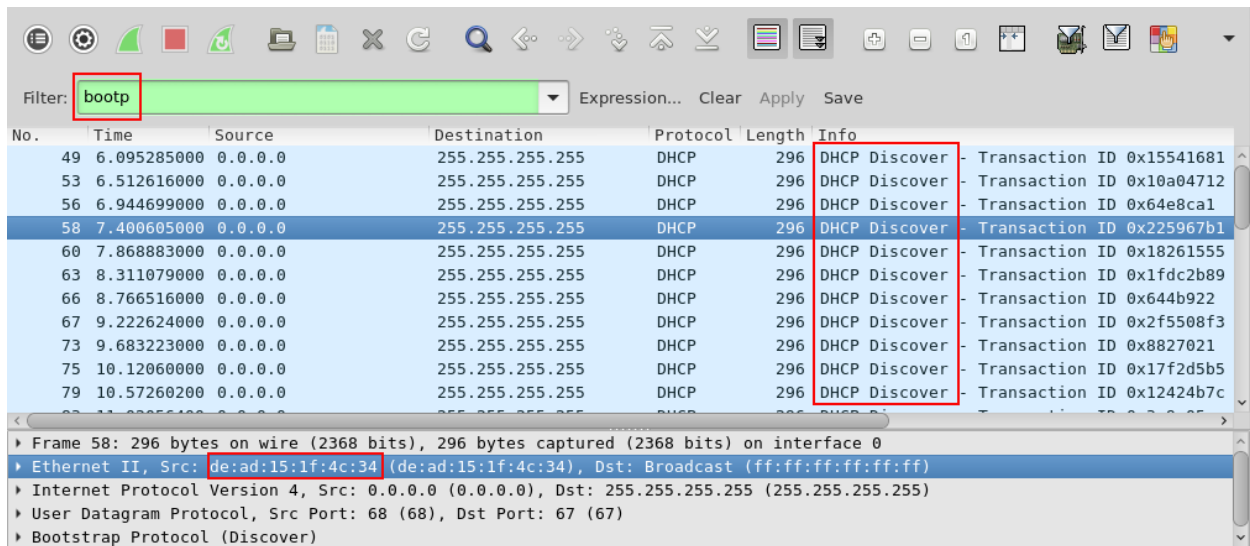 Filter: bootp Expression... Clear Apply Save
No. Time Source Destination Protocol Length Info
49 6.095285000 0.0.0.0 255.255.255.255 DHCP 296 DHCP Discover - Transaction ID 0x15541681
53 6.512616000 0.0.0.0 255.255.255.255 DHCP 296 DHCP Discover - Transaction ID 0x10a04712
56 6.944699000 0.0.0.0 255.255.255.255 DHCP 296 DHCP Discover - Transaction ID 0x64e8ca1
58 7.400605000 0.0.0.0 255.255.255.255 DHCP 296 DHCP Discover - Transaction ID 0x225967b1
60 7.868883000 0.0.0.0 255.255.255.255 DHCP 296 DHCP Discover - Transaction ID 0x18261555
63 8.311079000 0.0.0.0 255.255.255.255 DHCP 296 DHCP Discover - Transaction ID 0x1fdc2b89
66 8.766516000 0.0.0.0 255.255.255.255 DHCP 296 DHCP Discover - Transaction ID 0x644b922
67 9.222624000 0.0.0.0 255.255.255.255 DHCP 296 DHCP Discover - Transaction ID 0x2f5508f3
73 9.683223000 0.0.0.0 255.255.255.255 DHCP 296 DHCP Discover - Transaction ID 0x8827021
75 10.12060000 0.0.0.0 255.255.255.255 DHCP 296 DHCP Discover - Transaction ID 0x17f2d5b5
79 10.57260200 0.0.0.0 255.255.255.255 DHCP 296 DHCP Discover - Transaction ID 0x12424b7c
Frame 58: 296 bytes on wire (2368 bits), 296 bytes captured (2368 bits) on interface 0
Ethernet II, Src: de:ad:15:1f:4c:34 (de:ad:15:1f:4c:34), Dst: Broadcast (ff:ff:ff:ff:ff:ff)
Internet Protocol Version 4, Src: 0.0.0.0 (0.0.0.0), Dst: 255.255.255.255 (255.255.255.255)
User Datagram Protocol, Src Port: 68 (68), Dst Port: 67 (67)
Bootstrap Protocol (Discover)